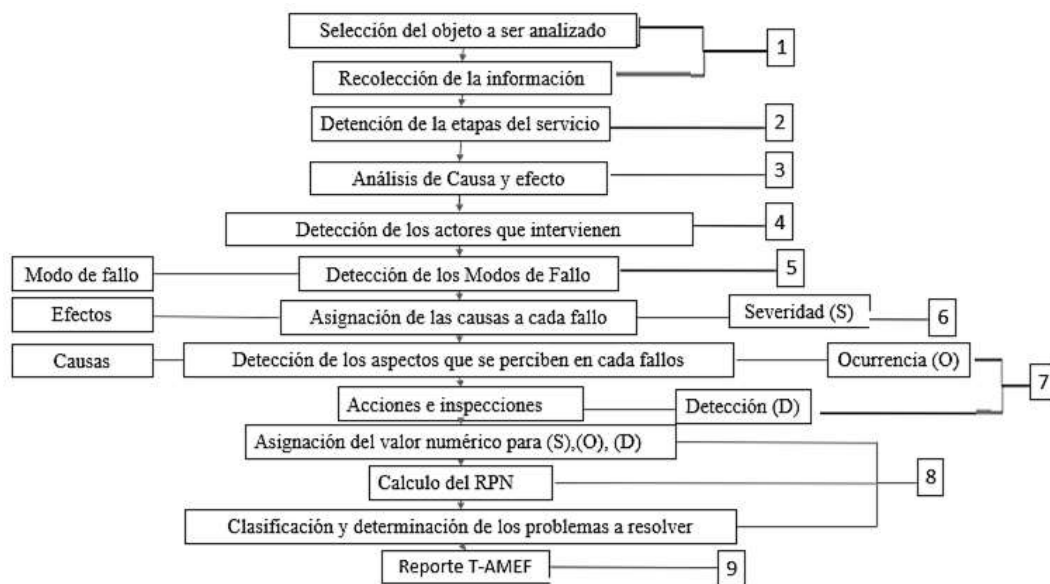 Selección del objeto a ser analizado
1
Recolección de la información
Detención de la etapas del servicio
2
Análisis de Causa y efecto
3
Detección de los actores que intervienen
4
Modo de fallo
Detección de los Modos de Fallo
5
Efectos
Asignación de las causas a cada fallo
Severidad (S)
6
Causas
Detección de los aspectos que se perciben en cada fallos
Ocurrencia (O)
7
Acciones e inspecciones
Detección (D)
Asignación del valor numérico para (S),(O), (D)
Calculo del RPN
8
Clasificación y determinación de los problemas a resolver
Reporte T-AMEF
9